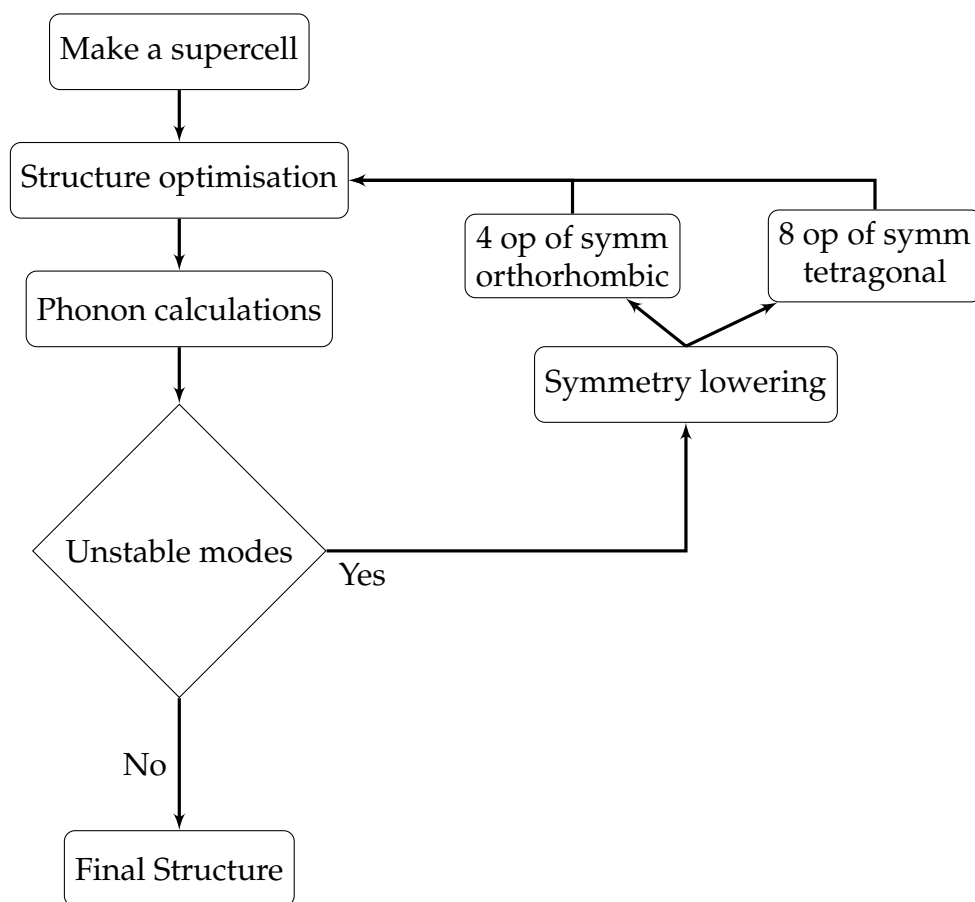 Make a supercell
Structure optimisation
4 op of symm
orthorhombic
8 op of symm
tetragonal
Phonon calculations
Symmetry lowering
Unstable modes
Yes
No
Final Structure